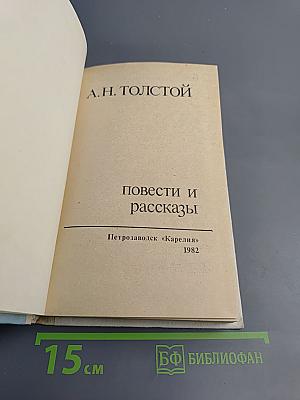 А. Н. ТОЛСТОЙ
повести и
рассказы
Петрозаводск «Карелия»
1982
15 см
БФ БИБЛИОФАН